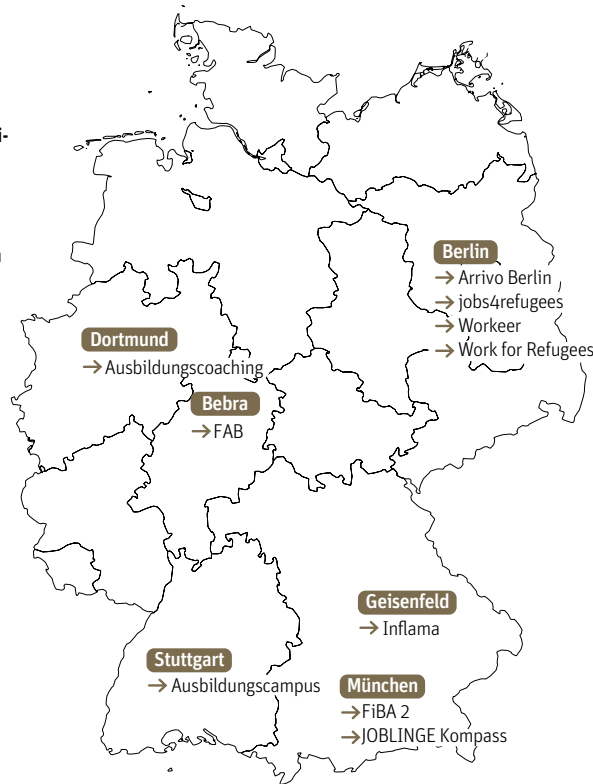 i-
Berlin
→ Arrivo Berlin
→ jobs4refugees
→ Workeer
→ Work for Refugees
Dortmund
→ Ausbildungscoaching
Bebra
→ FAB
Geisenfeld
→ Inflama
Stuttgart
→ Ausbildungscampus
München
→ FiBA 2
→ JOBLINGE Kompass